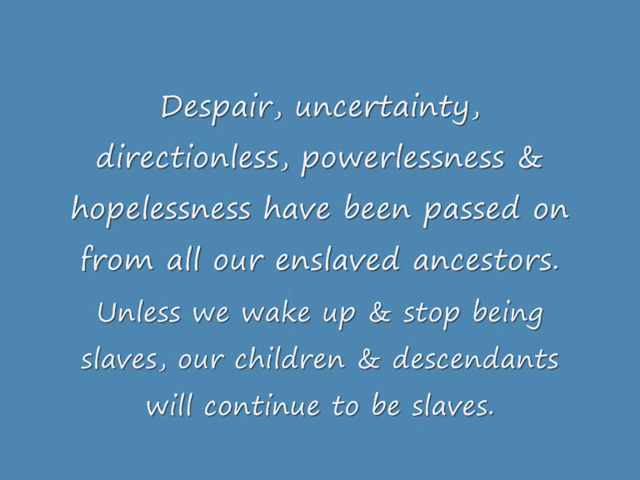 Despair, uncertainty,
directionless, powerlessness &
hopelessness have been passed on
from all our enslaved ancestors.
Unless we wake up & stop being
slaves, our children & descendants
will continue to be slaves.